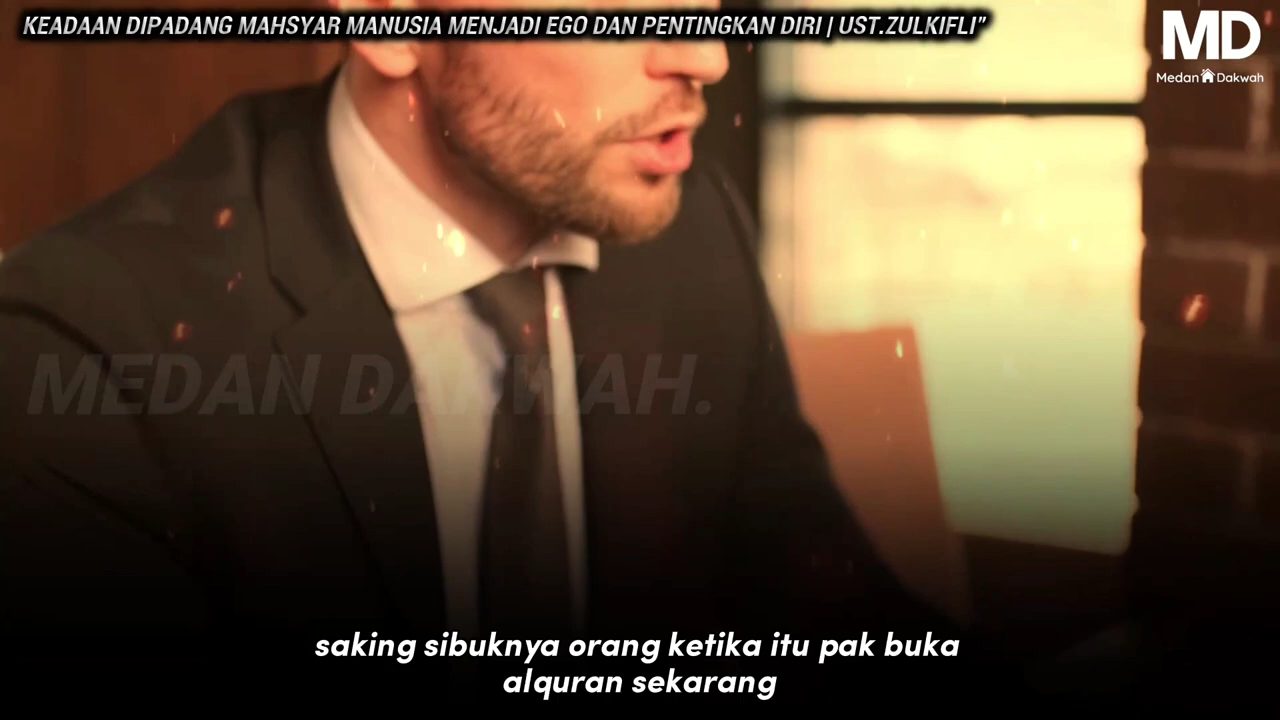 KEADAAN DIPADANG MAHSYAR MANUSIA MENJADI EGO DAN PENTINGKAN DIRI | UST.ZULKIFLI"
MD
Medan Dakwah
MEDAN DAKWAH.
saking sibuknya orang ketika itu pak buka
alquran sekarang